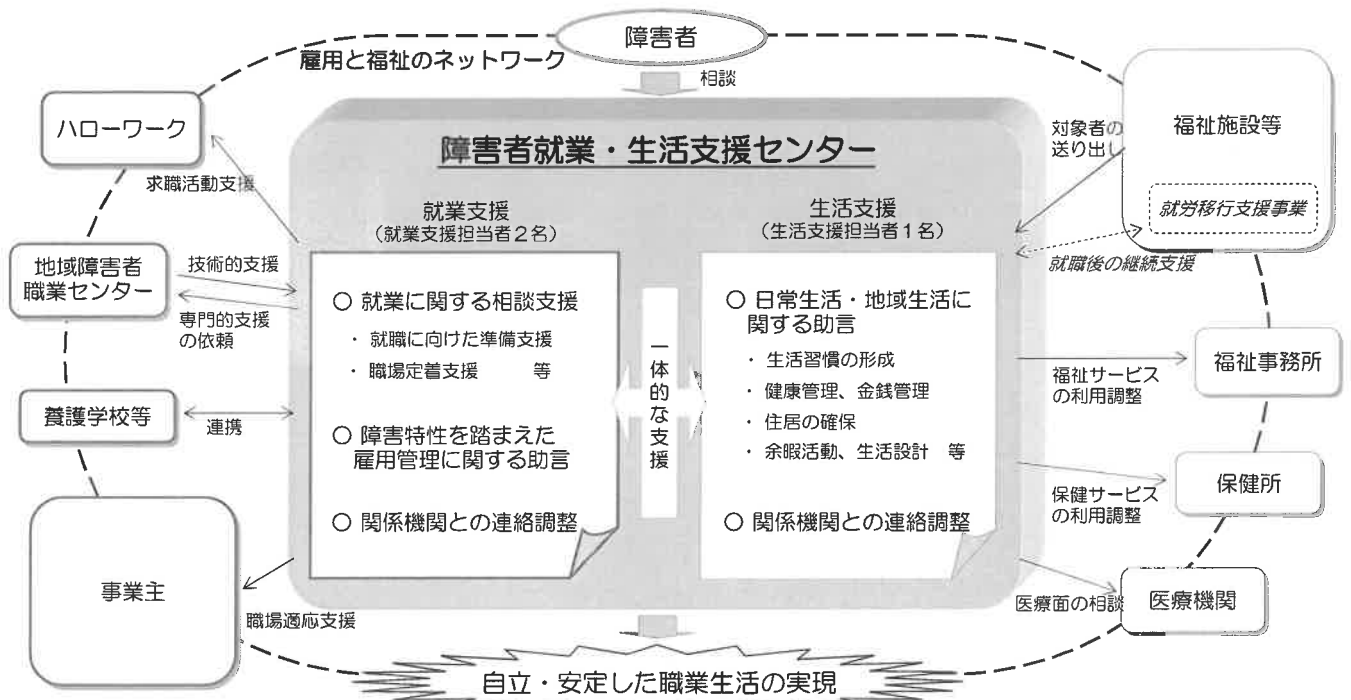 障害者
雇用と福祉のネットワーク
相談
障害者就業・生活支援センター
ハローワーク
求職活動支援
地域障害者
職業センター
技術的支援
専門的支援
の依頼
養護学校等
連携
事業主
職場適応支援
就業支援
(就業支援担当者2名)
○ 就業に関する相談支援
・ 就職に向けた準備支援
・ 職場定着支援 等
○ 障害特性を踏まえた
雇用管理に関する助言
○ 関係機関との連絡調整
一体的な支援
生活支援
(生活支援担当者1名)
○ 日常生活・地域生活に
関する助言
・ 生活習慣の形成
・ 健康管理、金銭管理
・ 住居の確保
・ 余暇活動、生活設計 等
○ 関係機関との連絡調整
対象者の
送り出し
福祉施設等
就労移行支援事業
就職後の継続支援
福祉事務所
福祉サービス
の利用調整
保健所
保健サービス
の利用調整
医療機関
医療面の相談
自立・安定した職業生活の実現